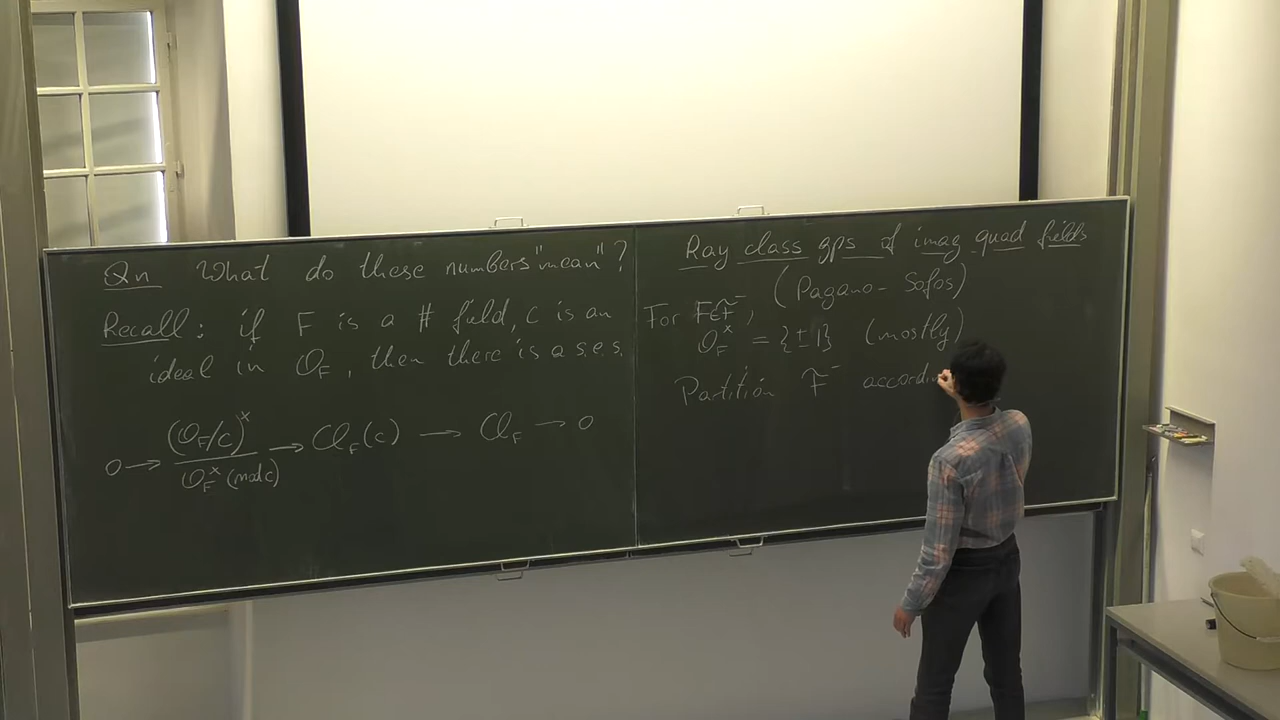 Qn What do these numbers "mean"?
Recall: if F is a # field, c is an
ideal in O_F, then there is a s.e.s.
0 → (O_F/c)^× / O_F^× (mod c) → Cl_F(c) → Cl_F → 0
Ray class gps of imag quad fields
(Pagano - Sofos)
For F∈F̃^-,
O_F^× = {±1} (mostly)
Partition F̃^- accordin